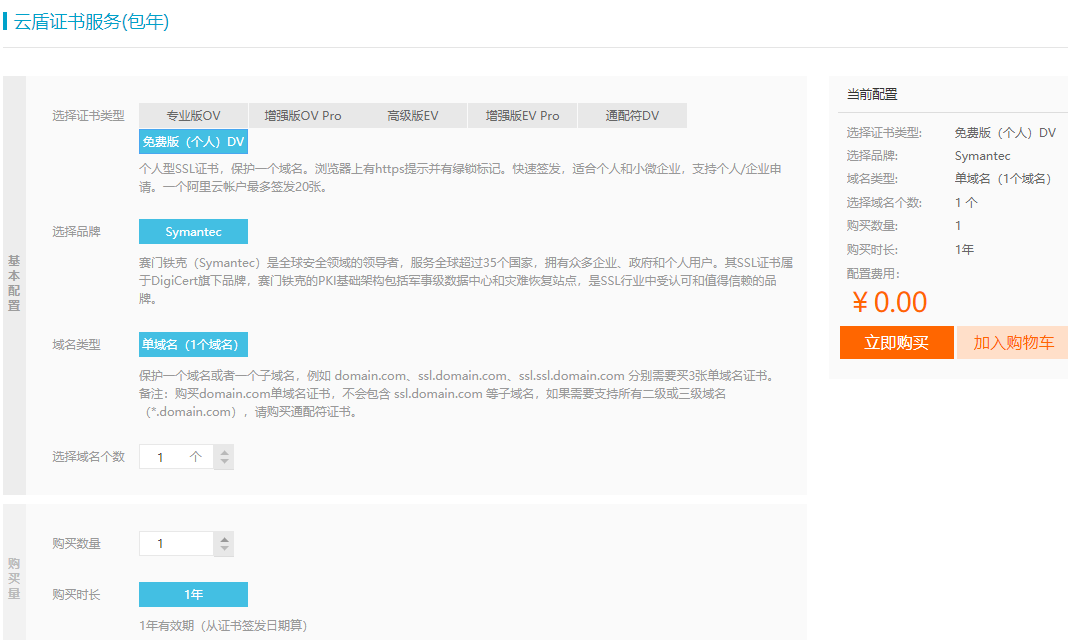 云盾证书服务(包年)
基本配置
选择证书类型
专业版OV
增强版OV Pro
高级版EV
增强版EV Pro
通配符DV
免费版（个人）DV
个人型SSL证书，保护一个域名。浏览器上有https提示并有绿锁标记。快速签发，适合个人和小微企业，支持个人/企业申
请。一个阿里云帐户最多签发20张。
选择品牌
Symantec
赛门铁克（Symantec）是全球安全领域的领导者，服务全球超过35个国家，拥有众多企业、政府和个人用户。其SSL证书属
于DigiCert旗下品牌，赛门铁克的PKI基础架构包括军事级数据中心和灾难恢复站点，是SSL行业中受认可和值得信赖的品
牌。
域名类型
单域名（1个域名）
保护一个域名或者一个子域名，例如 domain.com、ssl.domain.com、ssl.ssl.domain.com 分别需要买3张单域名证书。
备注：购买domain.com单域名证书，不会包含 ssl.domain.com 等子域名，如果需要支持所有二级或三级域名
（*.domain.com），请购买通配符证书。
选择域名个数
1 个
购买量
购买数量
1
购买时长
1年
1年有效期（从证书签发日期算）
当前配置
选择证书类型: 免费版（个人）DV
选择品牌: Symantec
域名类型: 单域名（1个域名）
选择域名个数: 1 个
购买数量: 1
购买时长: 1年
配置费用：
¥ 0.00
立即购买
加入购物车